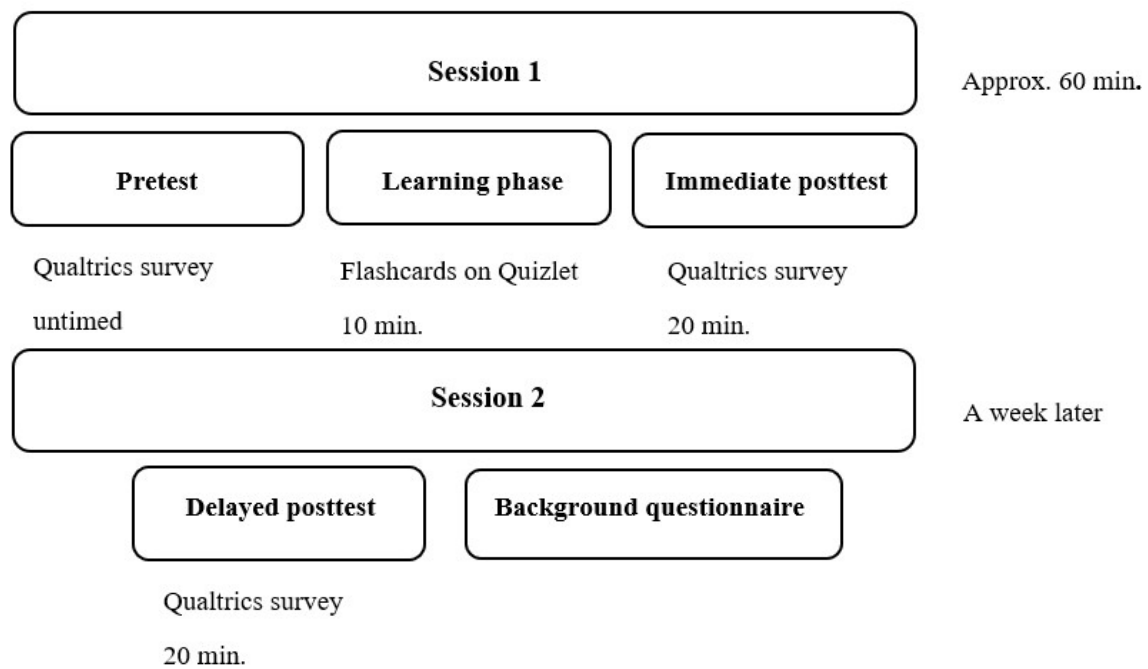 Session 1
Approx. 60 min.
Pretest
Learning phase
Immediate posttest
Qualtrics survey
untimed
Flashcards on Quizlet
10 min.
Qualtrics survey
20 min.
Session 2
A week later
Delayed posttest
Background questionnaire
Qualtrics survey
20 min.